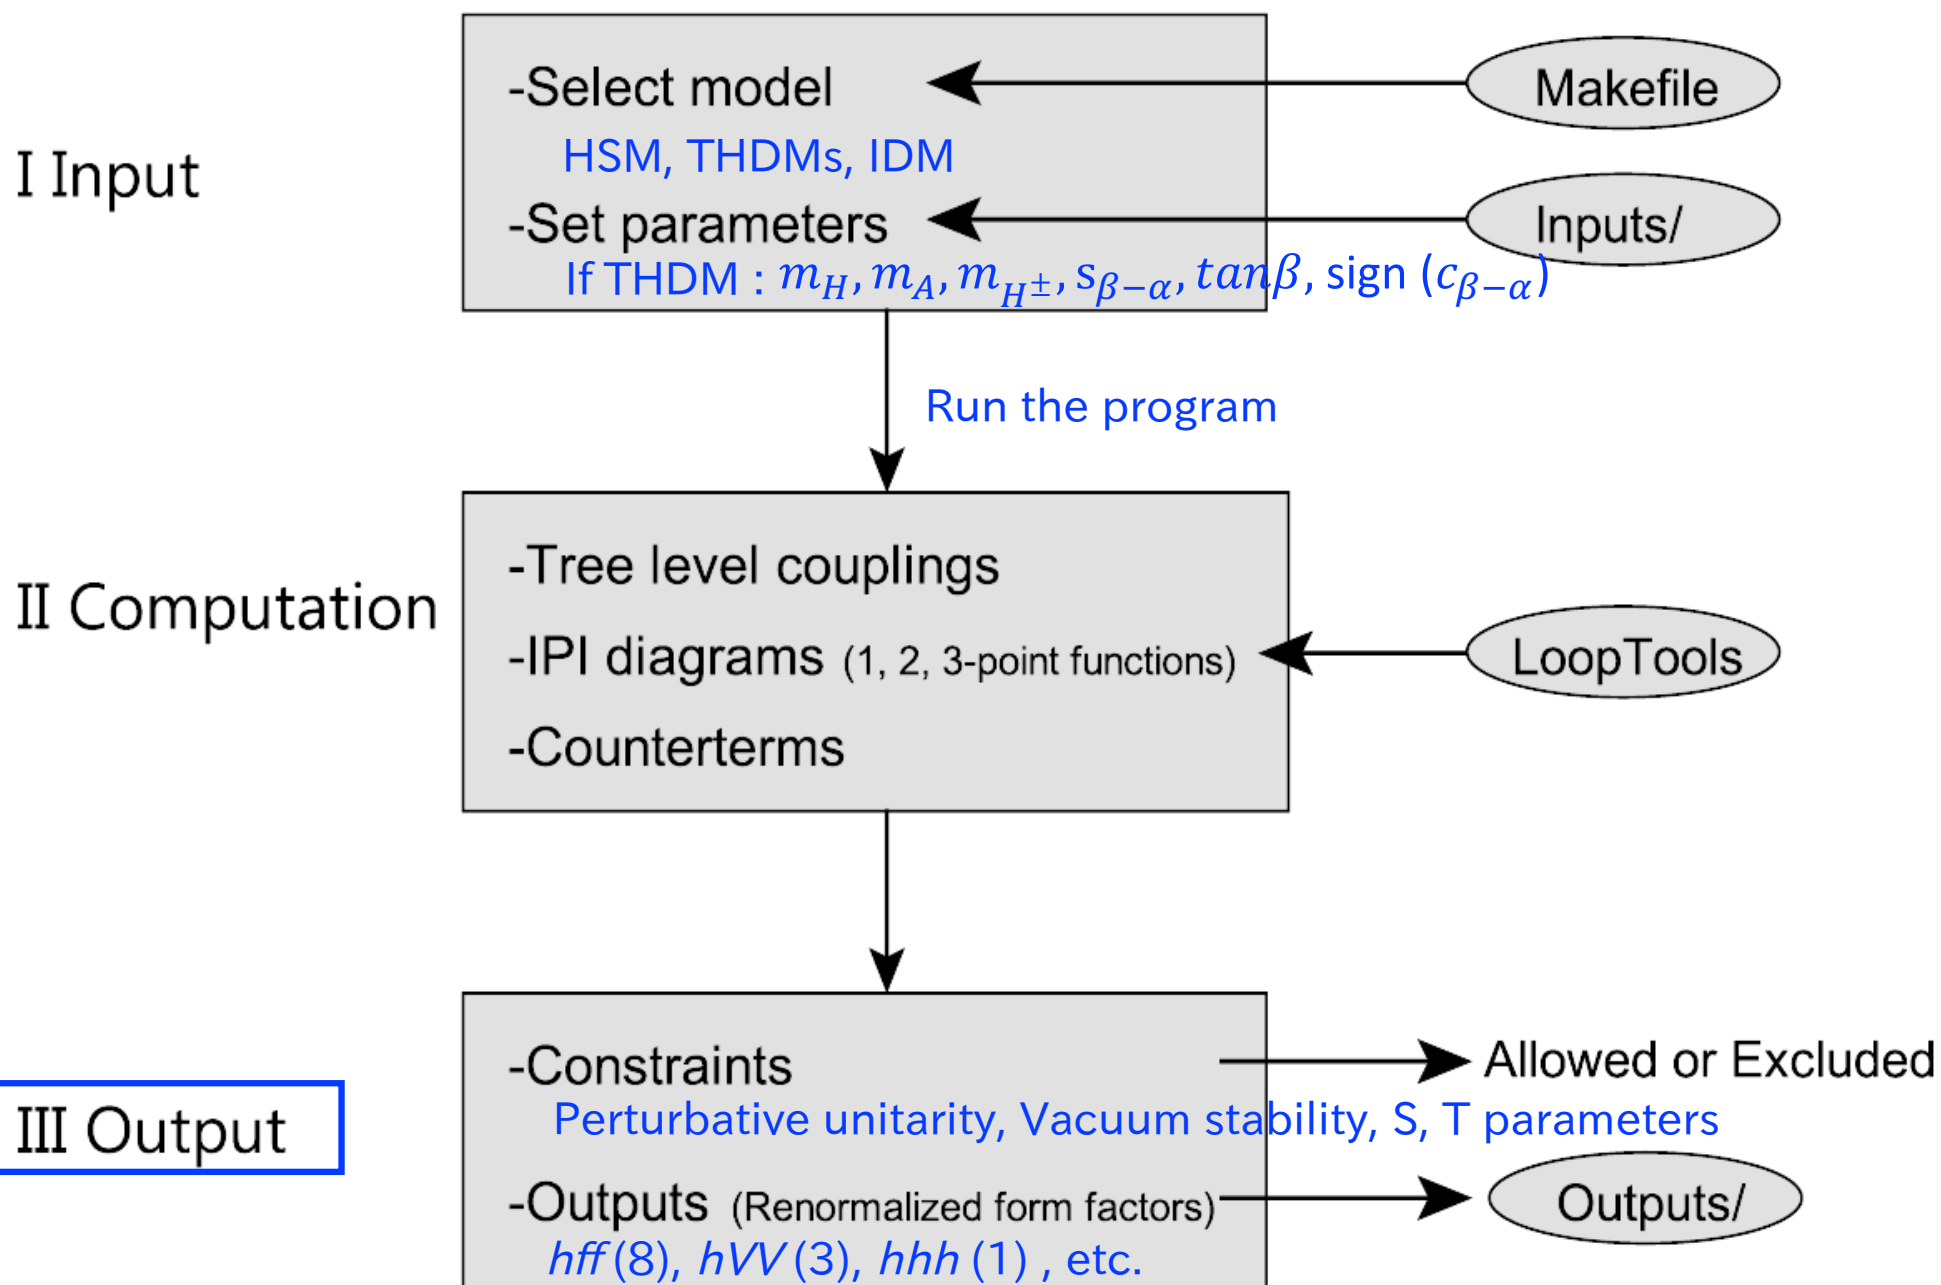 -Select model
Makefile
HSM, THDMs, IDM
I Input
-Set parameters
Inputs/
If THDM : m_H, m_A, m_{H^±}, s_{β−α}, tanβ, sign (c_{β−α})
Run the program
-Tree level couplings
II Computation
-IPI diagrams (1, 2, 3-point functions)
LoopTools
-Counterterms
-Constraints
Allowed or Excluded
Perturbative unitarity, Vacuum stability, S, T parameters
III Output
-Outputs (Renormalized form factors)
Outputs/
hff (8), hVV (3), hhh (1) , etc.